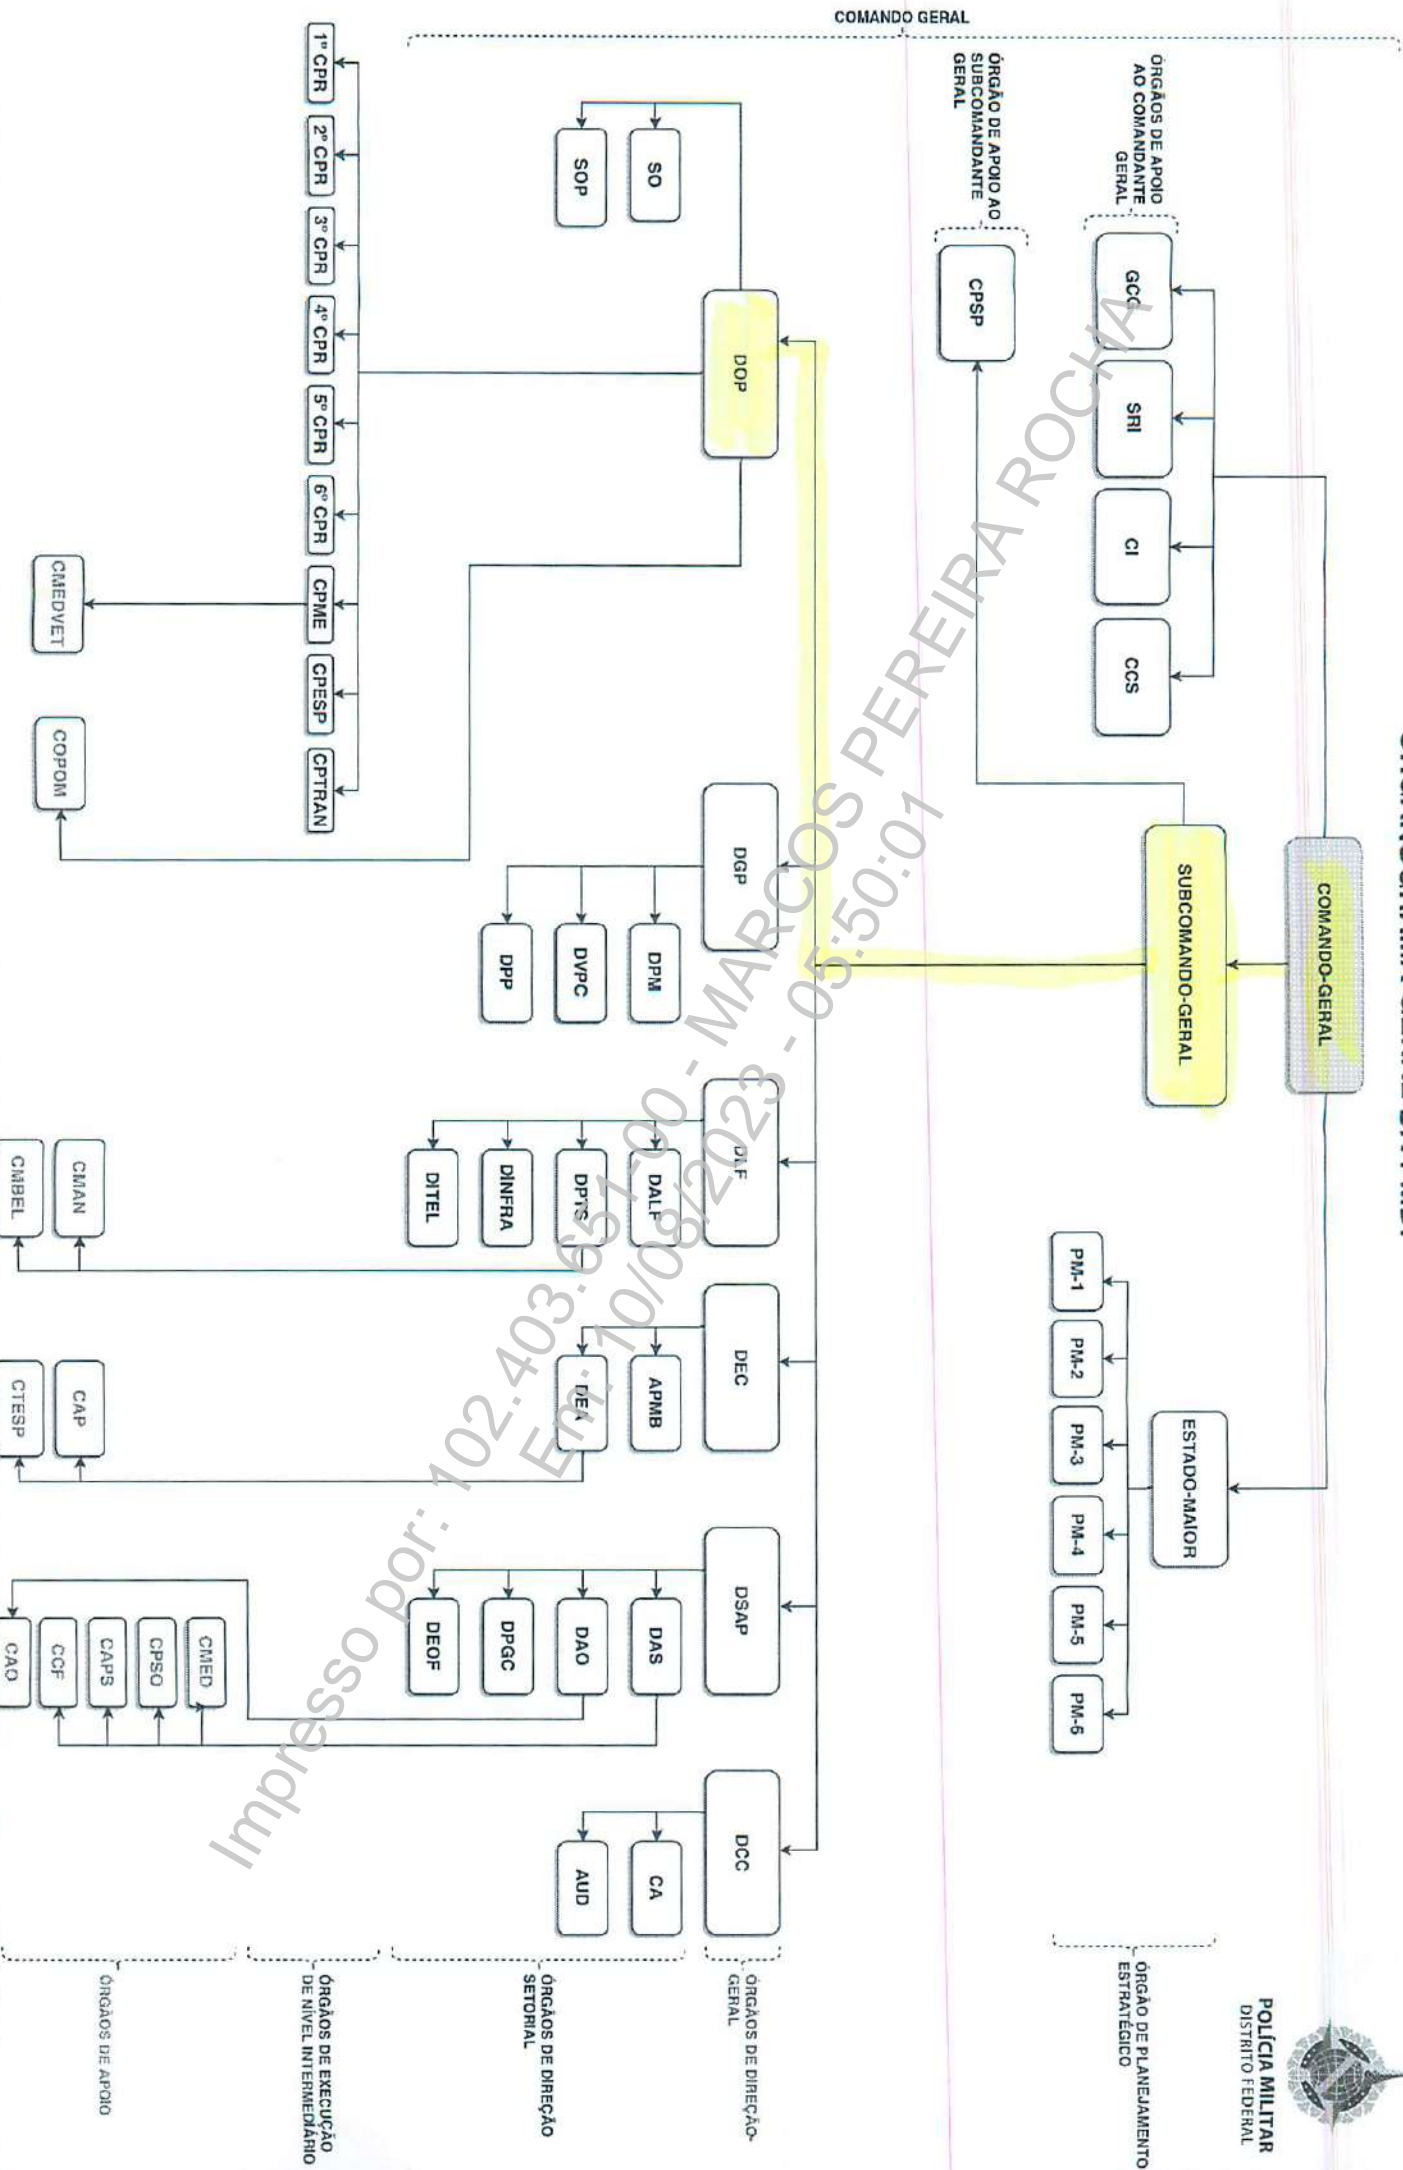 POLÍCIA MILITAR
DISTRITO FEDERAL
COMANDO GERAL
COMANDO-GERAL
SUBCOMANDO-GERAL
ESTADO-MAIOR
PM-1
PM-2
PM-3
PM-4
PM-5
PM-6
ÓRGÃO DE PLANEJAMENTO
ESTRATÉGICO
ÓRGÃOS DE APOIO
AO COMANDANTE
GERAL
GCG
SRI
CI
CCS
ÓRGÃO DE APOIO AO
SUBCOMANDANTE
GERAL
CPSP
DOP
DGP
DLF
DEC
DSAP
DCC
ÓRGÃOS DE DIREÇÃO-
GERAL
SO
SOP
DPM
DVPC
DPP
DALF
DPTS
DINFRA
DITEL
APMB
DEA
DAS
DAO
DPGC
DEOF
CA
AUD
ÓRGÃOS DE DIREÇÃO
SETORIAL
1º CPR
2º CPR
3º CPR
4º CPR
5º CPR
6º CPR
CPME
CPESP
CPTRAN
ÓRGÃOS DE EXECUÇÃO
DE NÍVEL INTERMEDIÁRIO
CMEDVET
COPOM
CMAN
CMBEL
CAP
CTESP
CMED
CPSO
CAPS
CCF
CAO
ÓRGÃOS DE APOIO
Impresso por: 102.403.651-00 - MARCOS PEREIRA ROCHA
Em: 10/08/2023 - 05:50:01